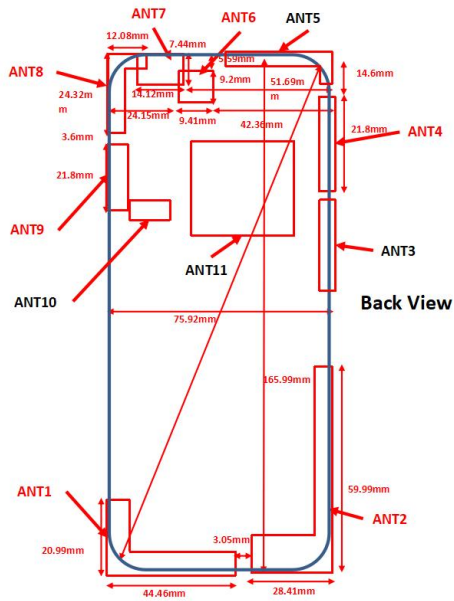 ANT7
ANT6
ANT5
12.08mm
7.44mm
5.59mm
ANT8
14.6mm
24.32m
m
14.12mm
9.2mm
51.69m
m
24.15mm
9.41mm
42.36mm
21.8mm
ANT4
3.6mm
21.8mm
ANT9
ANT3
ANT10
ANT11
Back View
75.92mm
165.99mm
59.99mm
ANT1
ANT2
20.99mm
3.05mm
44.46mm
28.41mm